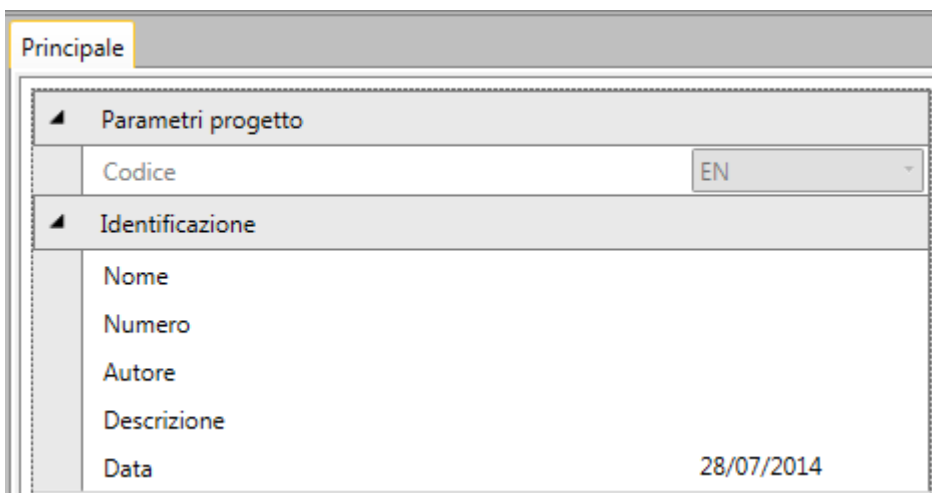 Principale
Parametri progetto
Codice EN
Identificazione
Nome
Numero
Autore
Descrizione
Data 28/07/2014